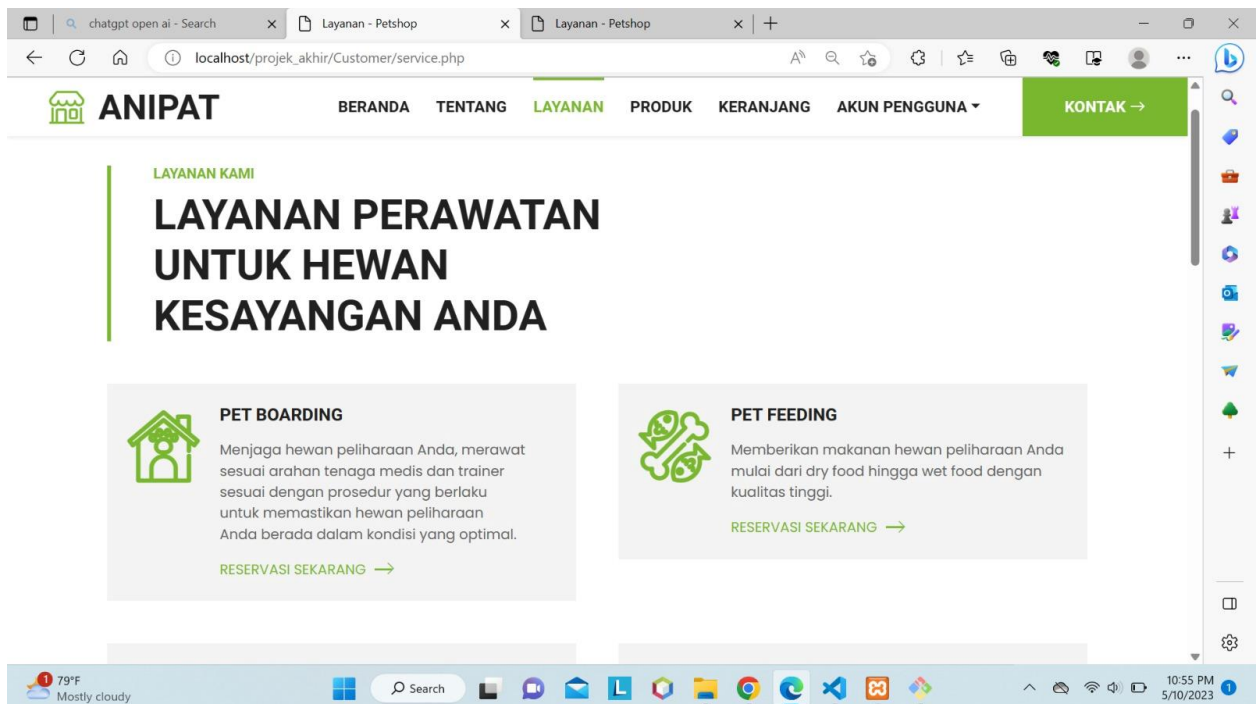 chatgpt open ai - Search
Layanan - Petshop
Layanan - Petshop
localhost/projek_akhir/Customer/service.php
ANIPAT
BERANDA
TENTANG
LAYANAN
PRODUK
KERANJANG
AKUN PENGGUNA
KONTAK →
LAYANAN KAMI
LAYANAN PERAWATAN
UNTUK HEWAN
KESAYANGAN ANDA
PET BOARDING
Menjaga hewan peliharaan Anda, merawat
sesuai arahan tenaga medis dan trainer
sesuai dengan prosedur yang berlaku
untuk memastikan hewan peliharaan
Anda berada dalam kondisi yang optimal.
RESERVASI SEKARANG →
PET FEEDING
Memberikan makanan hewan peliharaan Anda
mulai dari dry food hingga wet food dengan
kualitas tinggi.
RESERVASI SEKARANG →
1
79°F
Mostly cloudy
Search
L
10:55 PM
5/10/2023
1